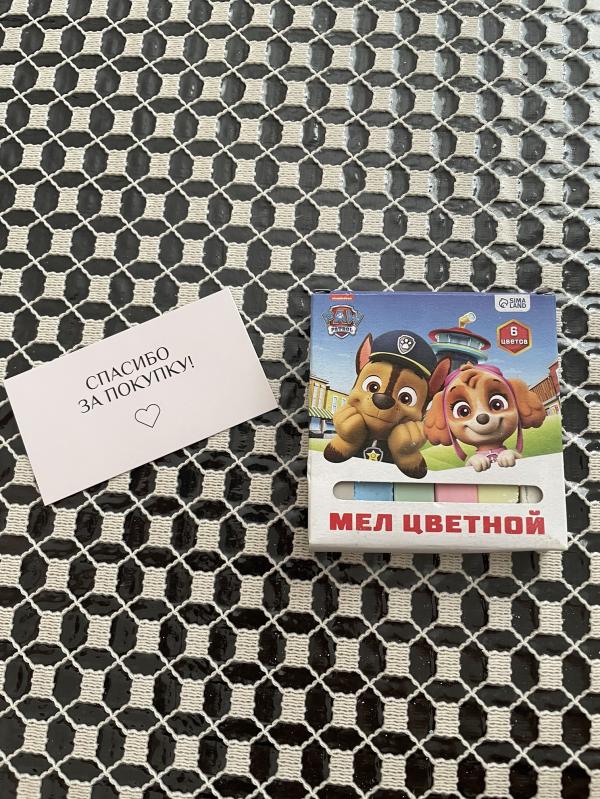 СПАСИБО
ЗА ПОКУПКУ!
PAW
PATROL
SIMA
LAND
6
ЦВЕТОВ
МЕЛ ЦВЕТНОЙ